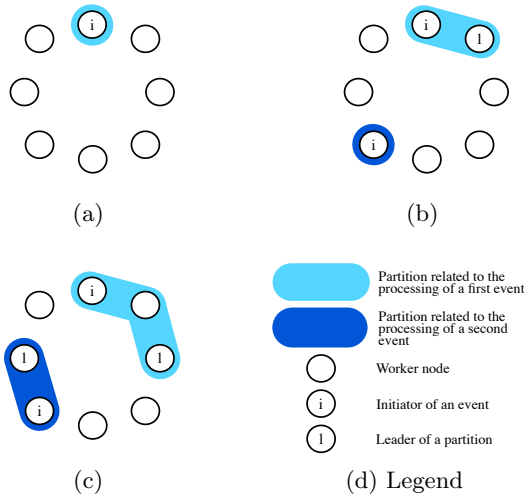 i
i
l
i
(a)
(b)
i
l
l
i
Partition related to the
processing of a first event
Partition related to the
processing of a second
event
Worker node
i
Initiator of an event
l
Leader of a partition
(c)
(d) Legend